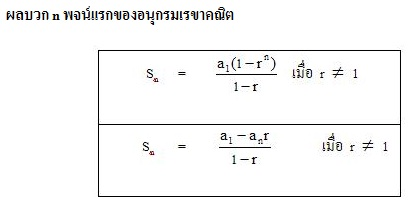 ผลบวก n พจน์แรกของอนุกรมเรขาคณิต
Sₙ = a₁(1−rⁿ) / 1−r เมื่อ r ≠ 1
Sₙ = a₁ − aₙr / 1−r เมื่อ r ≠ 1